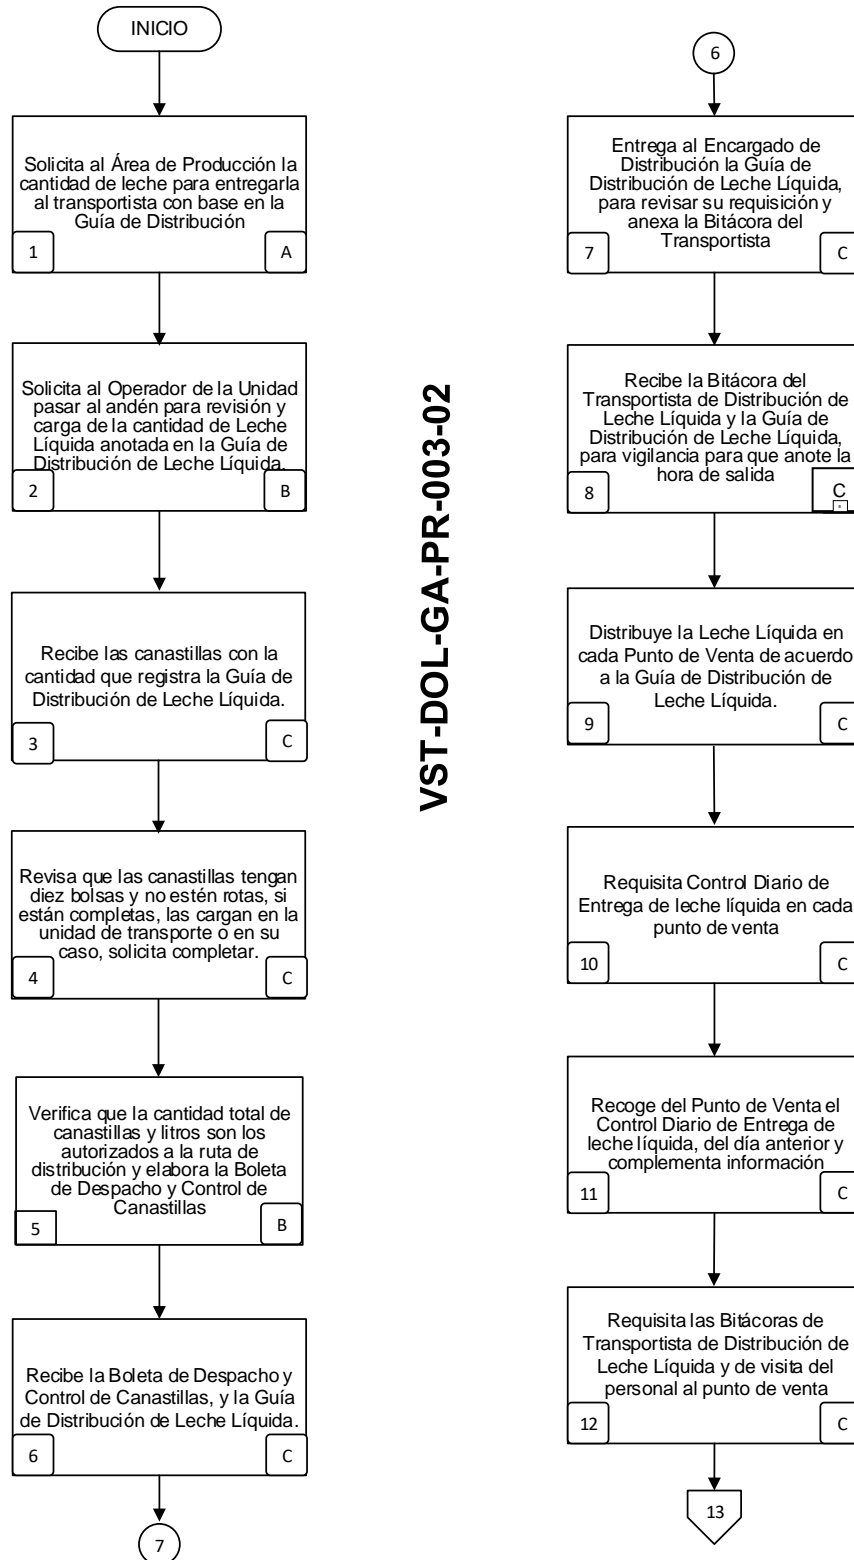 INICIO
Solicita al Área de Producción la
cantidad de leche para entregarla
al transportista con base en la
Guía de Distribución
1
A
Solicita al Operador de la Unidad
pasar al andén para revisión y
carga de la cantidad de Leche
Líquida anotada en la Guía de
Distribución de Leche Líquida.
2
B
Recibe las canastillas con la
cantidad que registra la Guía de
Distribución de Leche Líquida.
3
C
Revisa que las canastillas tengan
diez bolsas y no estén rotas, si
están completas, las cargan en la
unidad de transporte o en su
caso, solicita completar.
4
C
Verifica que la cantidad total de
canastillas y litros son los
autorizados a la ruta de
distribución y elabora la Boleta
de Despacho y Control de
Canastillas
5
B
Recibe la Boleta de Despacho y
Control de Canastillas, y la Guía
de Distribución de Leche Líquida.
6
C
7
VST-DOL-GA-PR-003-02
6
Entrega al Encargado de
Distribución la Guía de
Distribución de Leche Líquida,
para revisar su requisición y
anexa la Bitácora del
Transportista
7
C
Recibe la Bitácora del
Transportista de Distribución de
Leche Líquida y la Guía de
Distribución de Leche Líquida,
para vigilancia para que anote la
hora de salida
8
C
Distribuye la Leche Líquida en
cada Punto de Venta de acuerdo
a la Guía de Distribución de
Leche Líquida.
9
C
Requisita Control Diario de
Entrega de leche líquida en cada
punto de venta
10
C
Recoge del Punto de Venta el
Control Diario de Entrega de
leche líquida, del día anterior y
complementa información
11
C
Requisita las Bitácoras de
Transportista de Distribución de
Leche Líquida y de visita del
personal al punto de venta
12
C
13